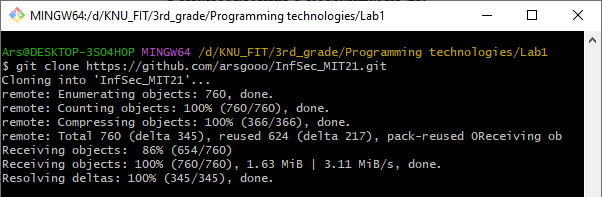 MINGW64:/d/KNU_FIT/3rd_grade/Programming technologies/Lab1
Ars@DESKTOP-3SO4HOP MINGW64 /d/KNU_FIT/3rd_grade/Programming technologies/Lab1
$ git clone https://github.com/arsgooo/InfSec_MIT21.git
Cloning into 'InfSec_MIT21'...
remote: Enumerating objects: 760, done.
remote: Counting objects: 100% (760/760), done.
remote: Compressing objects: 100% (366/366), done.
remote: Total 760 (delta 345), reused 624 (delta 217), pack-reused 0Receiving ob
Receiving objects:  86% (654/760)
Receiving objects: 100% (760/760), 1.63 MiB | 3.11 MiB/s, done.
Resolving deltas: 100% (345/345), done.